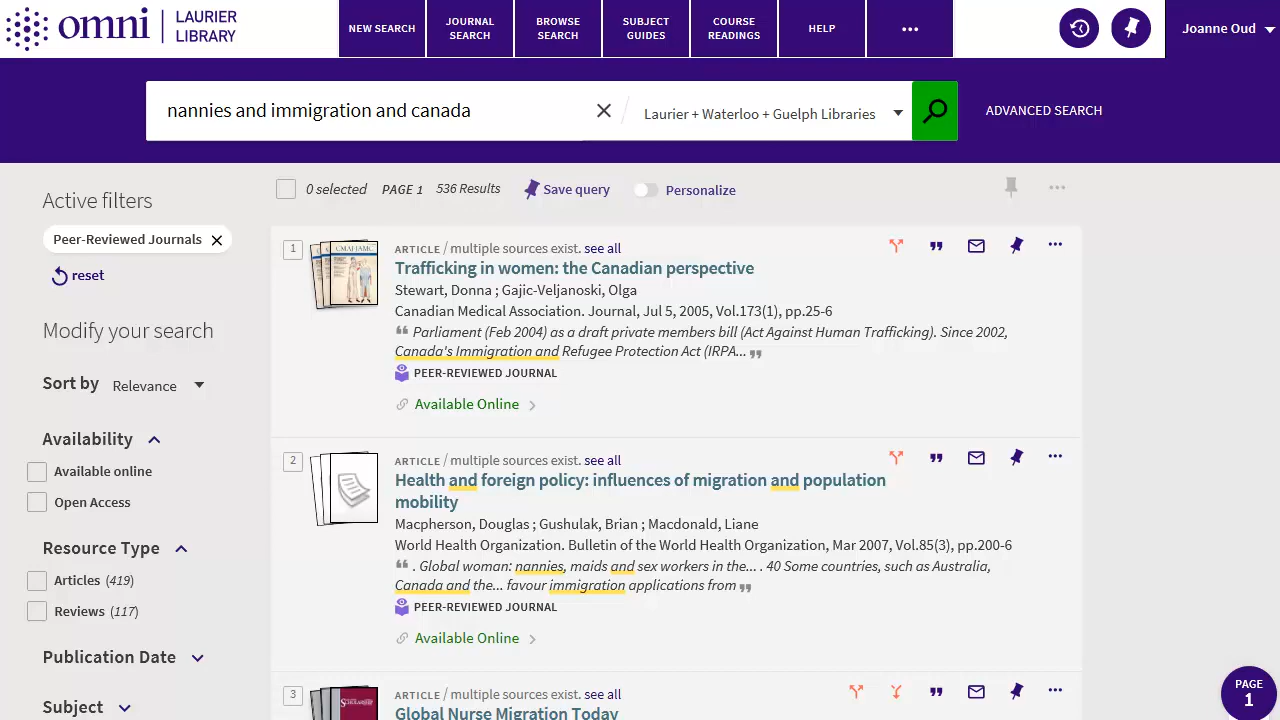 omni LAURIER LIBRARY
NEW SEARCH
JOURNAL SEARCH
BROWSE SEARCH
SUBJECT GUIDES
COURSE READINGS
HELP
...
Joanne Oud
nannies and immigration and canada
Laurier + Waterloo + Guelph Libraries
ADVANCED SEARCH
Active filters
Peer-Reviewed Journals
reset
Modify your search
Sort by Relevance
Availability
Available online
Open Access
Resource Type
Articles (419)
Reviews (117)
Publication Date
Subject
0 selected PAGE 1 536 Results Save query Personalize
1
ARTICLE / multiple sources exist. see all
Trafficking in women: the Canadian perspective
Stewart, Donna ; Gajic-Veljanoski, Olga
Canadian Medical Association. Journal, Jul 5, 2005, Vol.173(1), pp.25-6
Parliament (Feb 2004) as a draft private members bill (Act Against Human Trafficking). Since 2002,
Canada's Immigration and Refugee Protection Act (IRPA...
PEER-REVIEWED JOURNAL
Available Online
2
ARTICLE / multiple sources exist. see all
Health and foreign policy: influences of migration and population
mobility
Macpherson, Douglas ; Gushulak, Brian ; Macdonald, Liane
World Health Organization. Bulletin of the World Health Organization, Mar 2007, Vol.85(3), pp.200-6
. Global woman: nannies, maids and sex workers in the... . 40 Some countries, such as Australia,
Canada and the... favour immigration applications from
PEER-REVIEWED JOURNAL
Available Online
3
ARTICLE / multiple sources exist. see all
Global Nurse Migration Today
PAGE
1